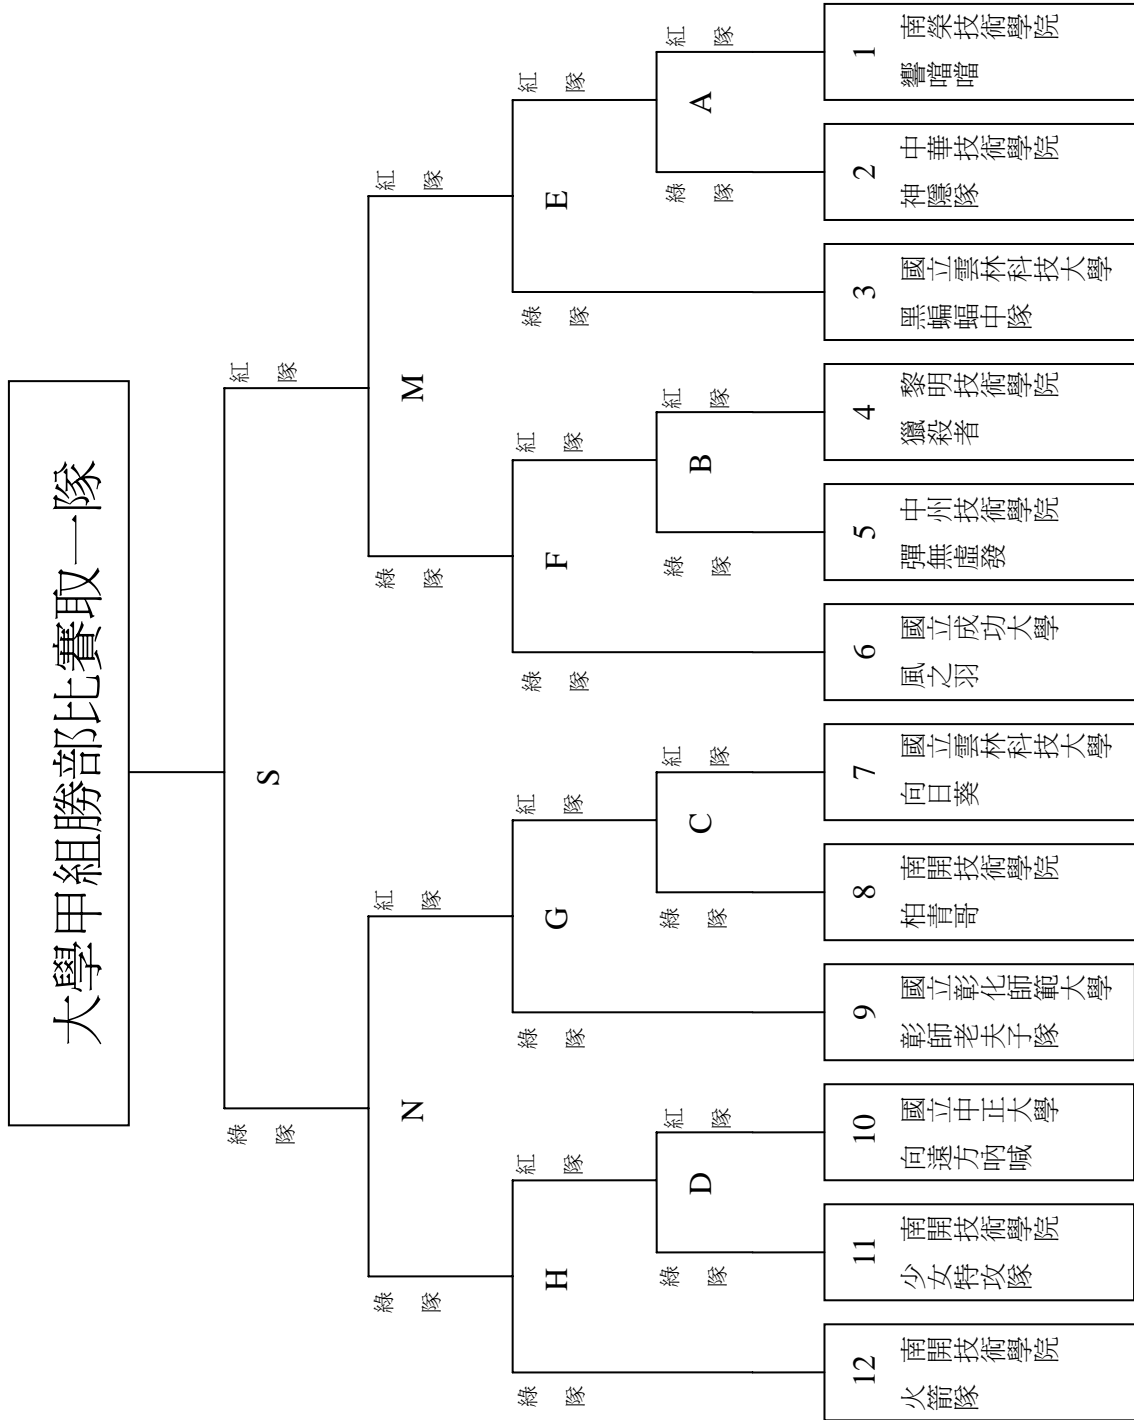 大學甲組勝部比賽取一隊
S
綠 隊
紅 隊
N
綠 隊
紅 隊
M
綠 隊
紅 隊
H
綠 隊
紅 隊
G
綠 隊
紅 隊
F
綠 隊
紅 隊
E
綠 隊
紅 隊
D
綠 隊
紅 隊
C
綠 隊
紅 隊
B
綠 隊
紅 隊
A
綠 隊
紅 隊
12
南開技術學院
火箭隊
11
南開技術學院
少女特攻隊
10
國立中正大學
向遠方吶喊
9
國立彰化師範大學
彰師老夫子隊
8
南開技術學院
柏青哥
7
國立雲林科技大學
向日葵
6
國立成功大學
風之羽
5
中州技術學院
彈無虛發
4
黎明技術學院
獵殺者
3
國立雲林科技大學
黑蝙蝠中隊
2
中華技術學院
神隱隊
1
南榮技術學院
響噹噹